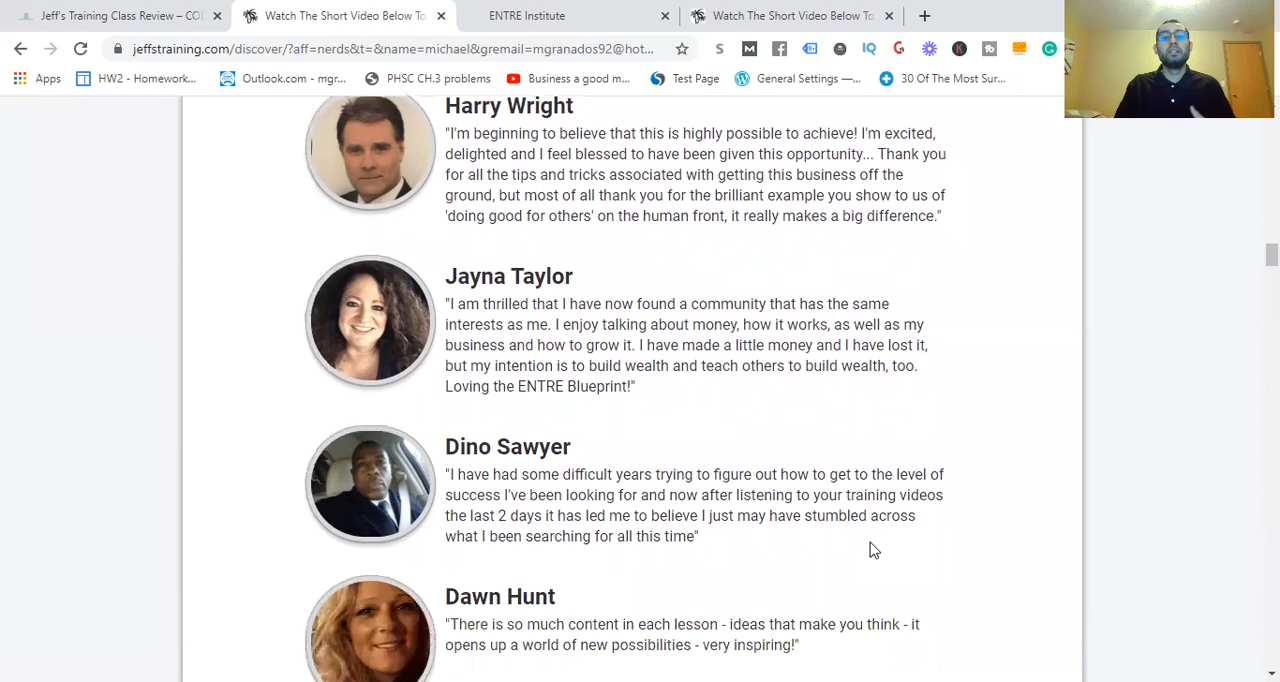 Jeff's Training Class Review – CO
Watch The Short Video Below To
ENTRE Institute
Watch The Short Video Below To
jeffstraining.com/discover/?aff=nerds&t=&name=michael&gremail=mgranados92@hot...
Apps
HW2 - Homework...
Outlook.com - mgr...
PHSC CH.3 problems
Business a good m...
Test Page
General Settings —...
30 Of The Most Sur...
Harry Wright
"I'm beginning to believe that this is highly possible to achieve! I'm excited,
delighted and I feel blessed to have been given this opportunity... Thank you
for all the tips and tricks associated with getting this business off the
ground, but most of all thank you for the brilliant example you show to us of
'doing good for others' on the human front, it really makes a big difference."
Jayna Taylor
"I am thrilled that I have now found a community that has the same
interests as me. I enjoy talking about money, how it works, as well as my
business and how to grow it. I have made a little money and I have lost it,
but my intention is to build wealth and teach others to build wealth, too.
Loving the ENTRE Blueprint!"
Dino Sawyer
"I have had some difficult years trying to figure out how to get to the level of
success I've been looking for and now after listening to your training videos
the last 2 days it has led me to believe I just may have stumbled across
what I been searching for all this time"
Dawn Hunt
"There is so much content in each lesson - ideas that make you think - it
opens up a world of new possibilities - very inspiring!"